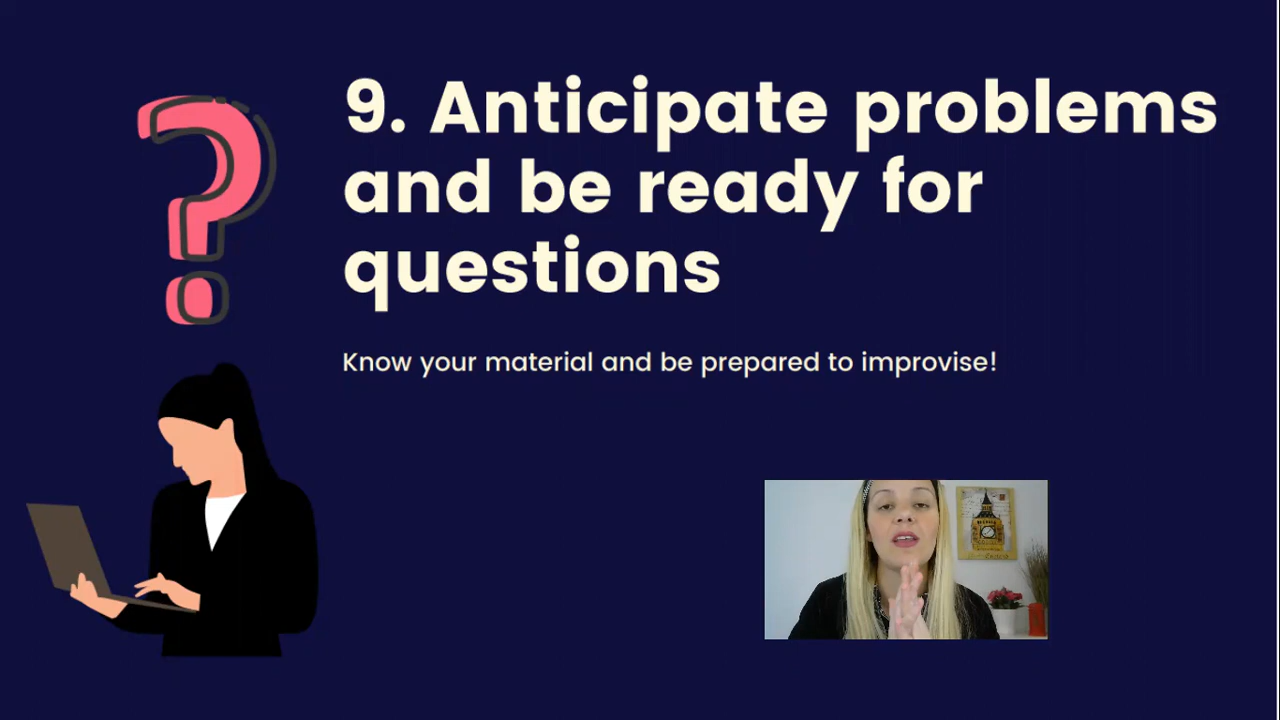 9. Anticipate problems
and be ready for
questions
Know your material and be prepared to improvise!